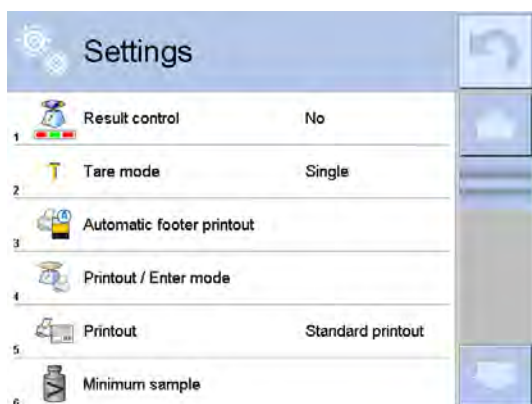 Settings
1 Result control No
2 Tare mode Single
3 Automatic footer printout
4 Printout / Enter mode
5 Printout Standard printout
6 Minimum sample